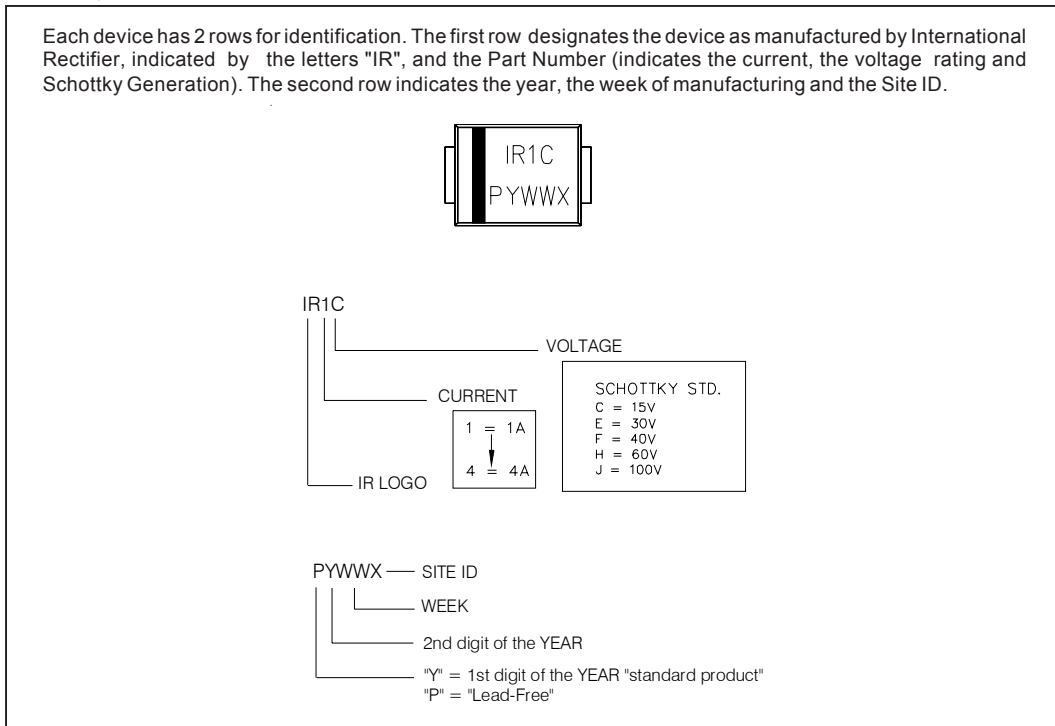 Each device has 2 rows for identification. The first row designates the device as manufactured by International
Rectifier, indicated by the letters "IR", and the Part Number (indicates the current, the voltage rating and
Schottky Generation). The second row indicates the year, the week of manufacturing and the Site ID.
IR1C
PYWWX
IR1C
VOLTAGE
SCHOTTKY STD.
C = 15V
E = 30V
F = 40V
H = 60V
J = 100V
CURRENT
1 = 1A
4 = 4A
IR LOGO
PYWWX
SITE ID
WEEK
2nd digit of the YEAR
"Y" = 1st digit of the YEAR "standard product"
"P" = "Lead-Free"